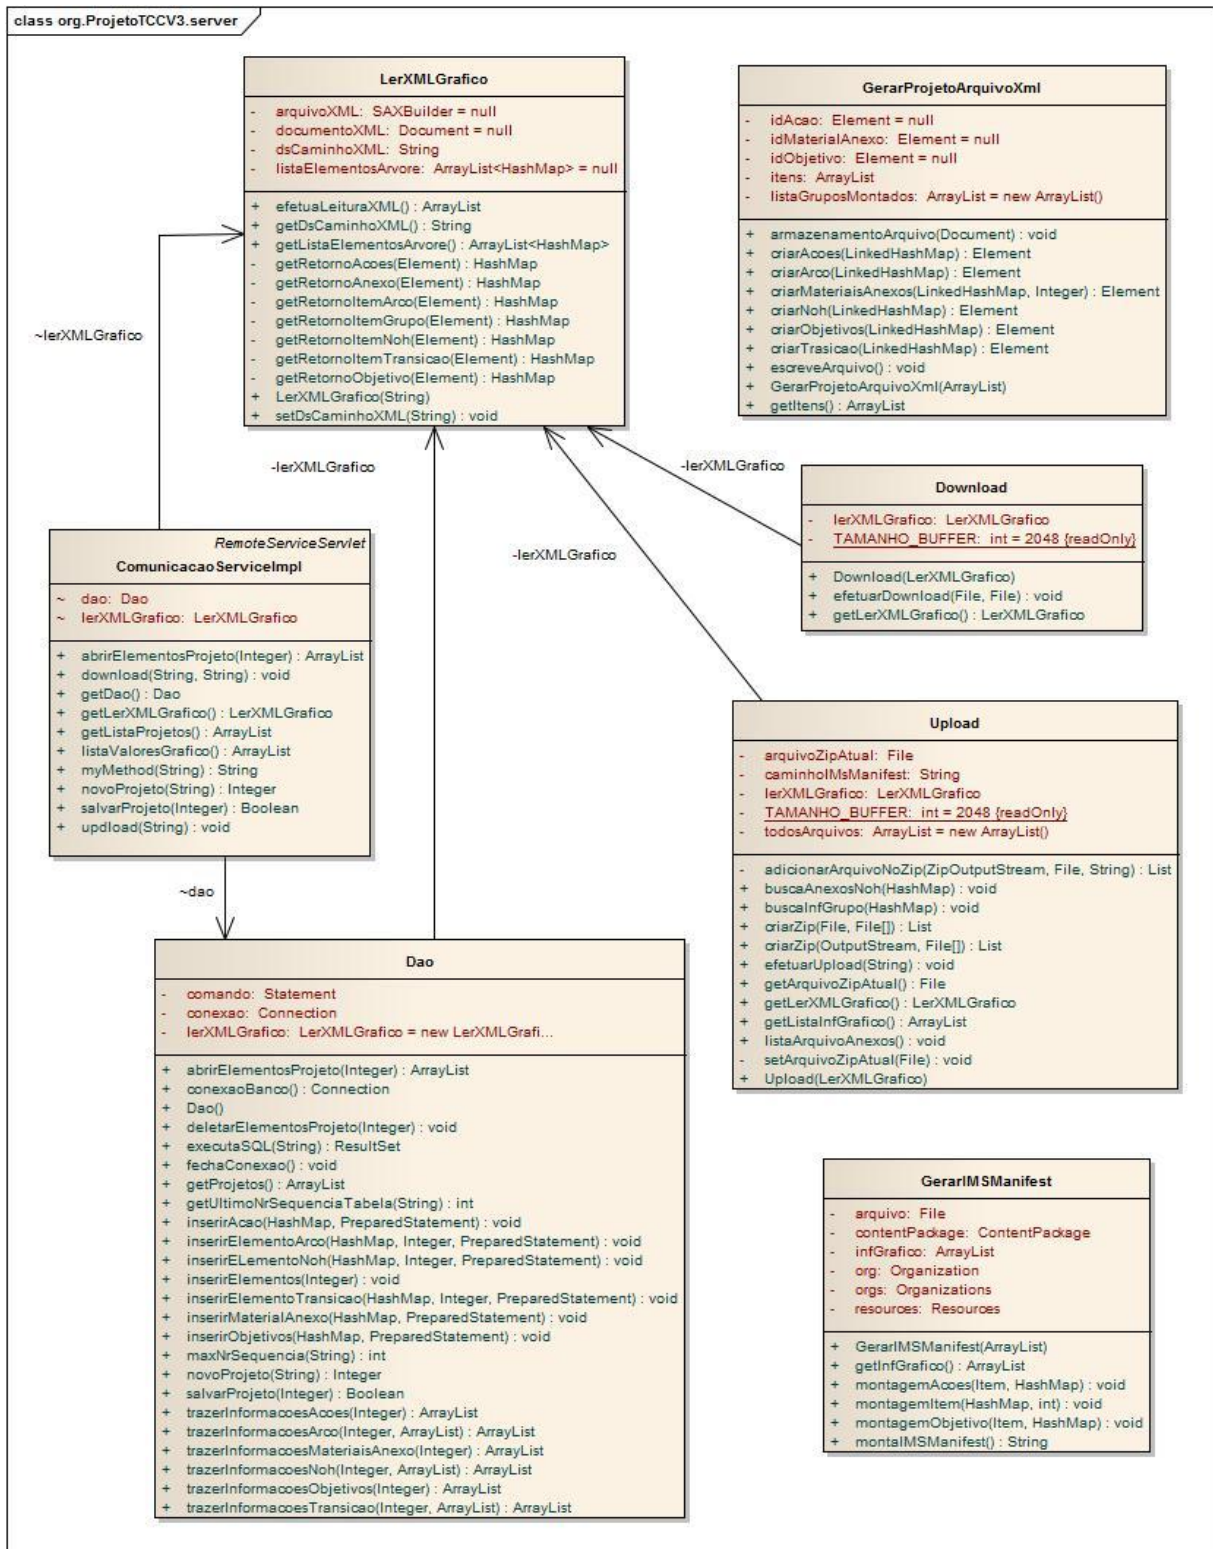 class org.ProjetoTCCV3.server
LerXMLGrafico
- arquivoXML: SAXBuilder = null
- documentoXML: Document = null
- dsCaminhoXML: String
- listaElementosArvore: ArrayList<HashMap> = null
+ efetuaLeituraXML() : ArrayList
+ getDsCaminhoXML() : String
+ getListaElementosArvore() : ArrayList<HashMap>
- getRetornoAcoes(Element) : HashMap
- getRetornoAnexo(Element) : HashMap
- getRetornoItemArco(Element) : HashMap
- getRetornoItemGrupo(Element) : HashMap
- getRetornoItemNoh(Element) : HashMap
- getRetornoItemTransicao(Element) : HashMap
- getRetornoObjetivo(Element) : HashMap
+ LerXMLGrafico(String)
+ setDsCaminhoXML(String) : void
GerarProjetoArquivoXml
- idAcao: Element = null
- idMaterialAnexo: Element = null
- idObjetivo: Element = null
- itens: ArrayList
- listaGruposMontados: ArrayList = new ArrayList()
+ armazenamentoArquivo(Document) : void
+ criarAcoes(LinkedHashMap) : Element
+ criarArco(LinkedHashMap) : Element
+ criarMateriaisAnexos(LinkedHashMap, Integer) : Element
+ criarNoh(LinkedHashMap) : Element
+ criarObjetivos(LinkedHashMap) : Element
+ criarTrasicao(LinkedHashMap) : Element
+ escreveArquivo() : void
+ GerarProjetoArquivoXml(ArrayList)
+ getItens() : ArrayList
~lerXMLGrafico
-lerXMLGrafico
-lerXMLGrafico
-lerXMLGrafico
Download
- lerXMLGrafico: LerXMLGrafico
- TAMANHO_BUFFER: int = 2048 {readOnly}
+ Download(LerXMLGrafico)
+ efetuarDownload(File, File) : void
+ getLerXMLGrafico() : LerXMLGrafico
RemoteServiceServlet
ComunicacaoServiceImpl
~ dao: Dao
~ lerXMLGrafico: LerXMLGrafico
+ abrirElementosProjeto(Integer) : ArrayList
+ download(String, String) : void
+ getDao() : Dao
+ getLerXMLGrafico() : LerXMLGrafico
+ getListaProjetos() : ArrayList
+ listaValoresGrafico() : ArrayList
+ myMethod(String) : String
+ novoProjeto(String) : Integer
+ salvarProjeto(Integer) : Boolean
+ updload(String) : void
~dao
Upload
- arquivoZipAtual: File
- caminhoIMsManifest: String
- lerXMLGrafico: LerXMLGrafico
- TAMANHO_BUFFER: int = 2048 {readOnly}
- todosArquivos: ArrayList = new ArrayList()
- adicionarArquivoNoZip(ZipOutputStream, File, String) : List
+ buscaAnexosNoh(HashMap) : void
+ buscaInfGrupo(HashMap) : void
+ criarZip(File, File[]) : List
+ criarZip(OutputStream, File[]) : List
+ efetuarUpload(String) : void
+ getArquivoZipAtual() : File
+ getLerXMLGrafico() : LerXMLGrafico
+ getListaInfGrafico() : ArrayList
+ listaArquivoAnexos() : void
- setArquivoZipAtual(File) : void
+ Upload(LerXMLGrafico)
Dao
- comando: Statement
- conexao: Connection
- lerXMLGrafico: LerXMLGrafico = new LerXMLGrafi...
+ abrirElementosProjeto(Integer) : ArrayList
+ conexaoBanco() : Connection
+ Dao()
+ deletarElementosProjeto(Integer) : void
+ executaSQL(String) : ResultSet
+ fechaConexao() : void
+ getProjetos() : ArrayList
+ getUltimoNrSequenciaTabela(String) : int
+ inserirAcao(HashMap, PreparedStatement) : void
+ inserirElementoArco(HashMap, Integer, PreparedStatement) : void
+ inserirELementoNoh(HashMap, Integer, PreparedStatement) : void
+ inserirElementos(Integer) : void
+ inserirElementoTransicao(HashMap, Integer, PreparedStatement) : void
+ inserirMaterialAnexo(HashMap, PreparedStatement) : void
+ inserirObjetivos(HashMap, PreparedStatement) : void
+ maxNrSequencia(String) : int
+ novoProjeto(String) : Integer
+ salvarProjeto(Integer) : Boolean
+ trazerInformacoesAcoes(Integer) : ArrayList
+ trazerInformacoesArco(Integer, ArrayList) : ArrayList
+ trazerInformacoesMateriaisAnexo(Integer) : ArrayList
+ trazerInformacoesNoh(Integer, ArrayList) : ArrayList
+ trazerInformacoesObjetivos(Integer) : ArrayList
+ trazerInformacoesTransicao(Integer, ArrayList) : ArrayList
GerarIMSManifest
- arquivo: File
- contentPackage: ContentPackage
- infGrafico: ArrayList
- org: Organization
- orgs: Organizations
- resources: Resources
+ GerarIMSManifest(ArrayList)
+ getInfGrafico() : ArrayList
+ montagemAcoes(Item, HashMap) : void
+ montagemItem(HashMap, int) : void
+ montagemObjetivo(Item, HashMap) : void
+ montaIMSManifest() : String